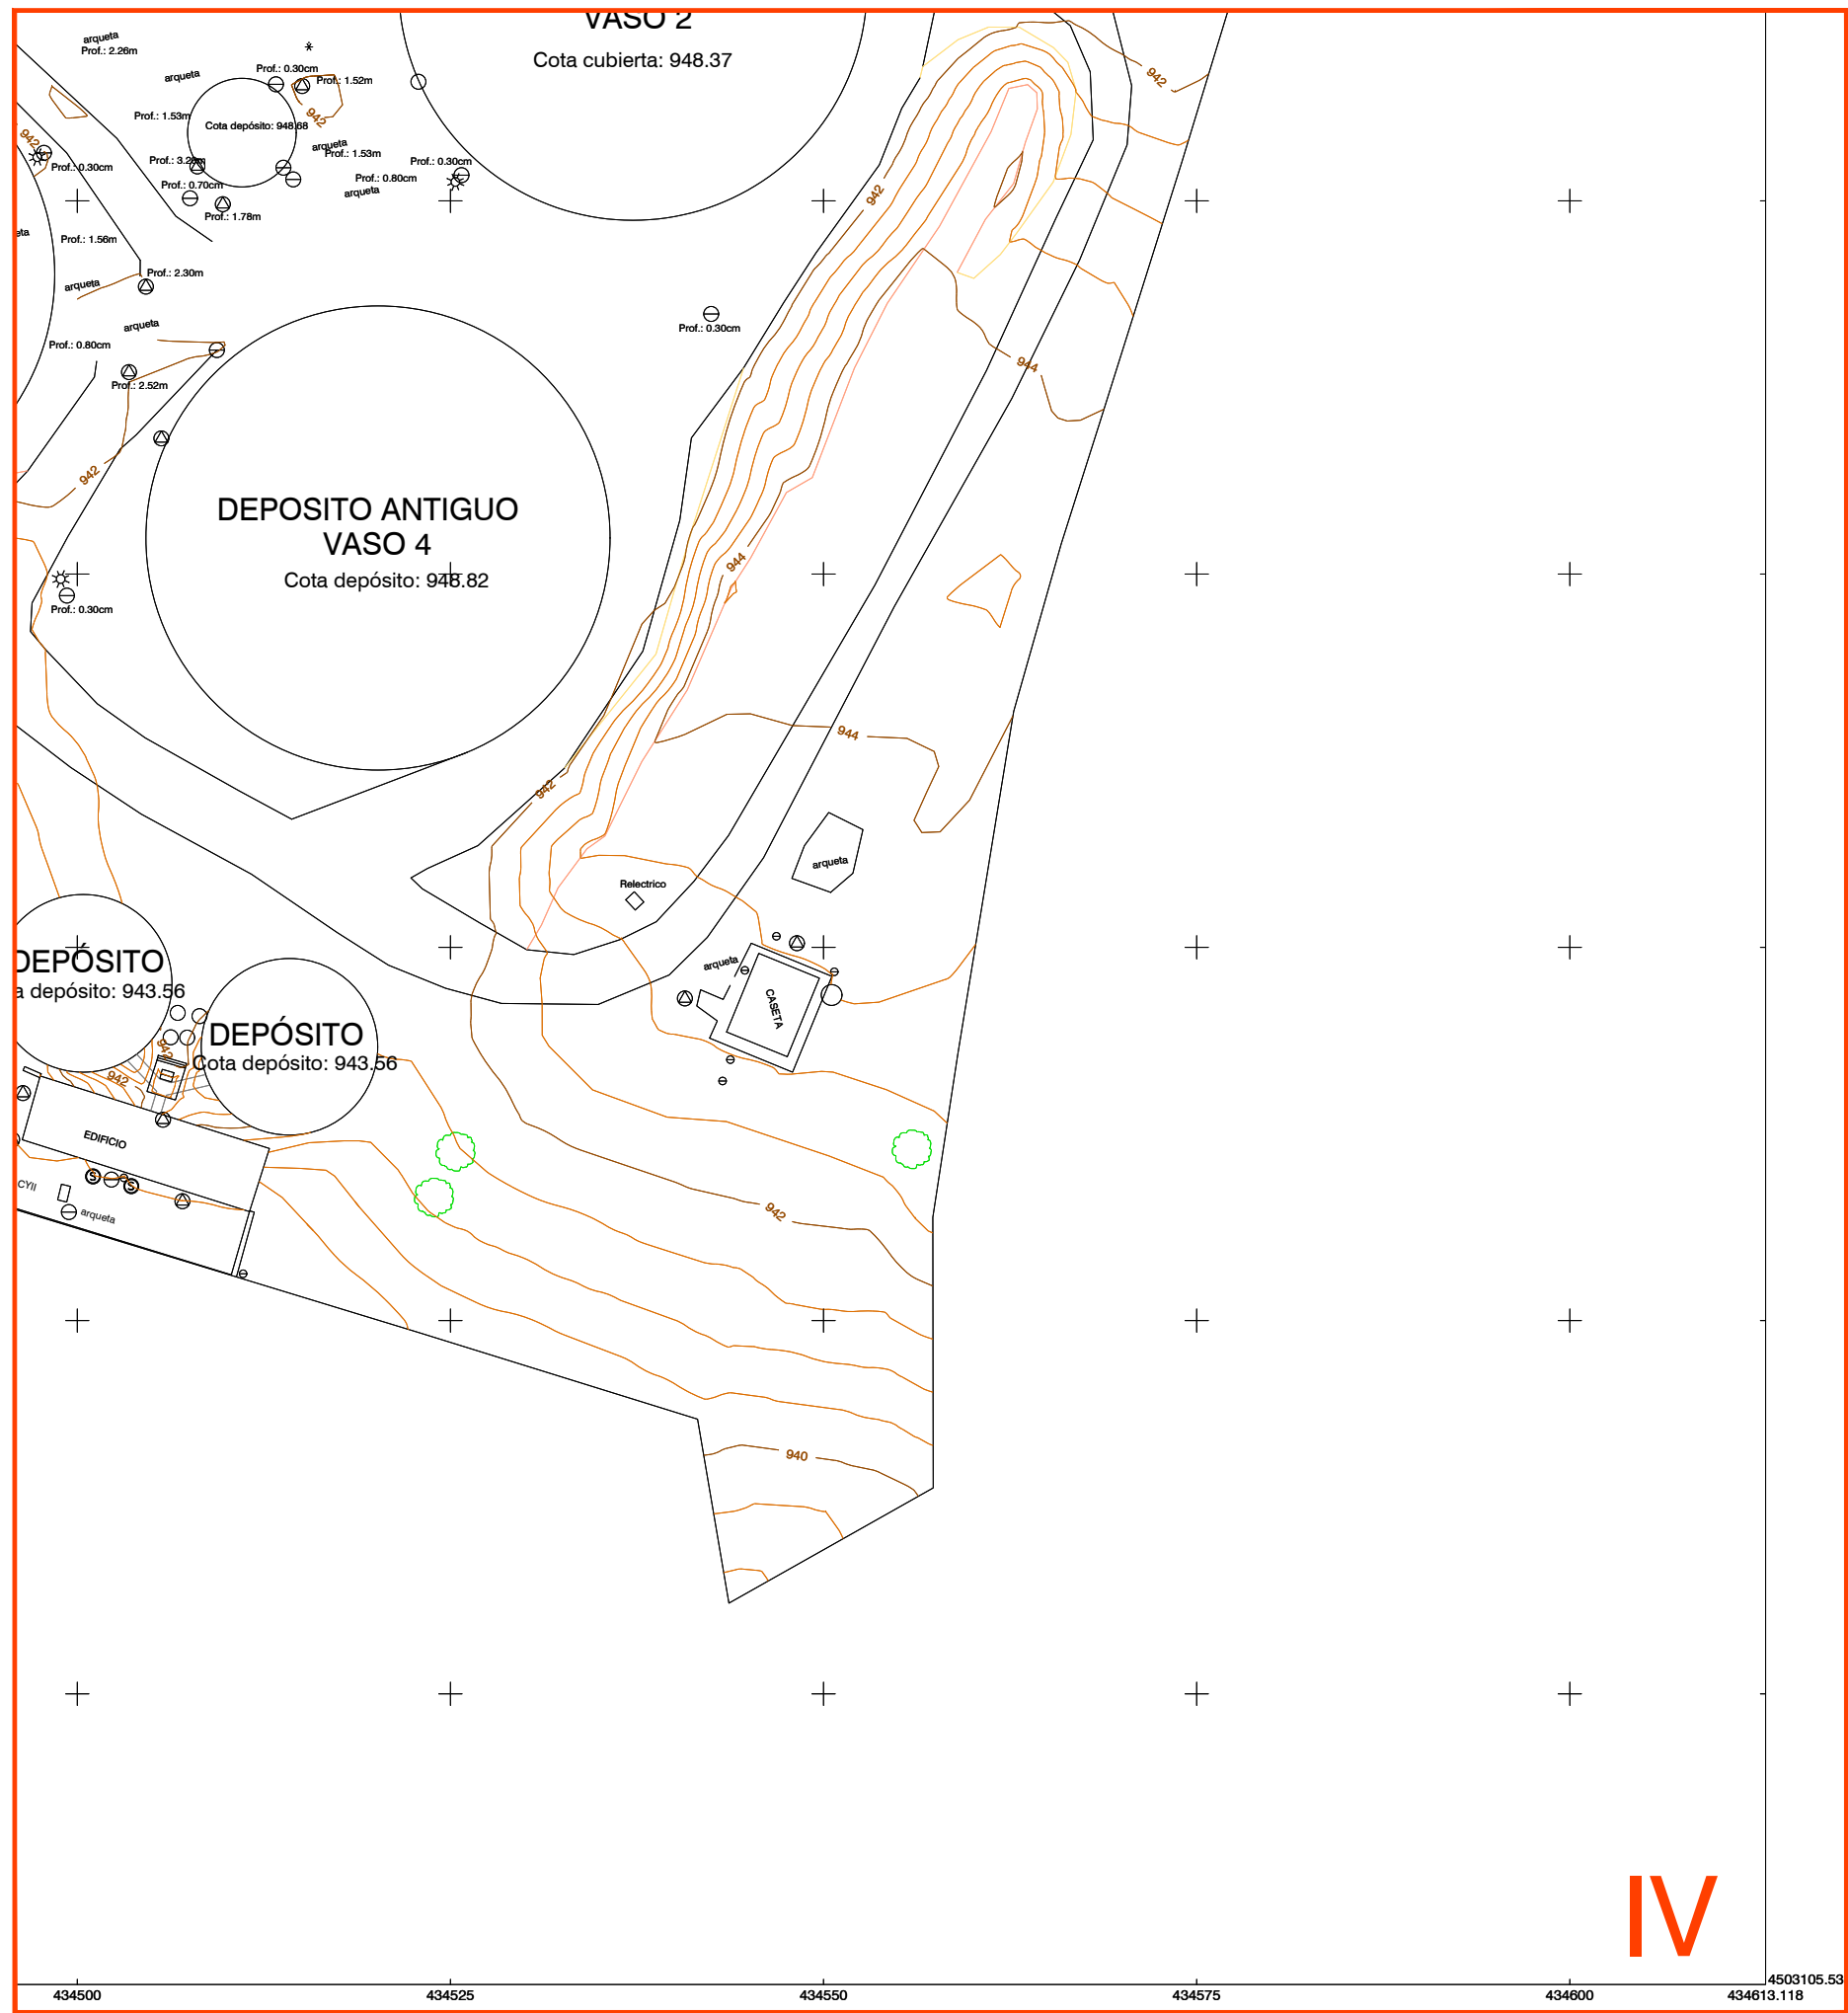 VASO 2
Cota cubierta: 948.37
arqueta
Prof.: 2.26m
arqueta
Prof.: 0.30cm
Prof.: 1.52m
942
942
Prof.: 1.53m
942
Cota depósito: 948.68
942
arqueta
Prof.: 1.53m
Prof.: 0.30cm
Prof.: 0.30cm
Prof.: 0.70cm
Prof.: 0.80cm
arqueta
942
Prof.: 1.78m
Prof.: 1.56m
Prof.: 2.30m
arqueta
arqueta
Prof.: 0.30cm
Prof.: 0.80cm
944
Prof.: 2.52m
942
DEPOSITO ANTIGUO
VASO 4
Cota depósito: 948.82
944
Prof.: 0.30cm
944
942
arqueta
Relectrico
DEPÓSITO
a depósito: 943.56
arqueta
CASETA
DEPÓSITO
Cota depósito: 943.56
942
942
EDIFICIO
CYII
S
S
arqueta
942
940
IV
4503105.53
434500
434525
434550
434575
434600
434613.118